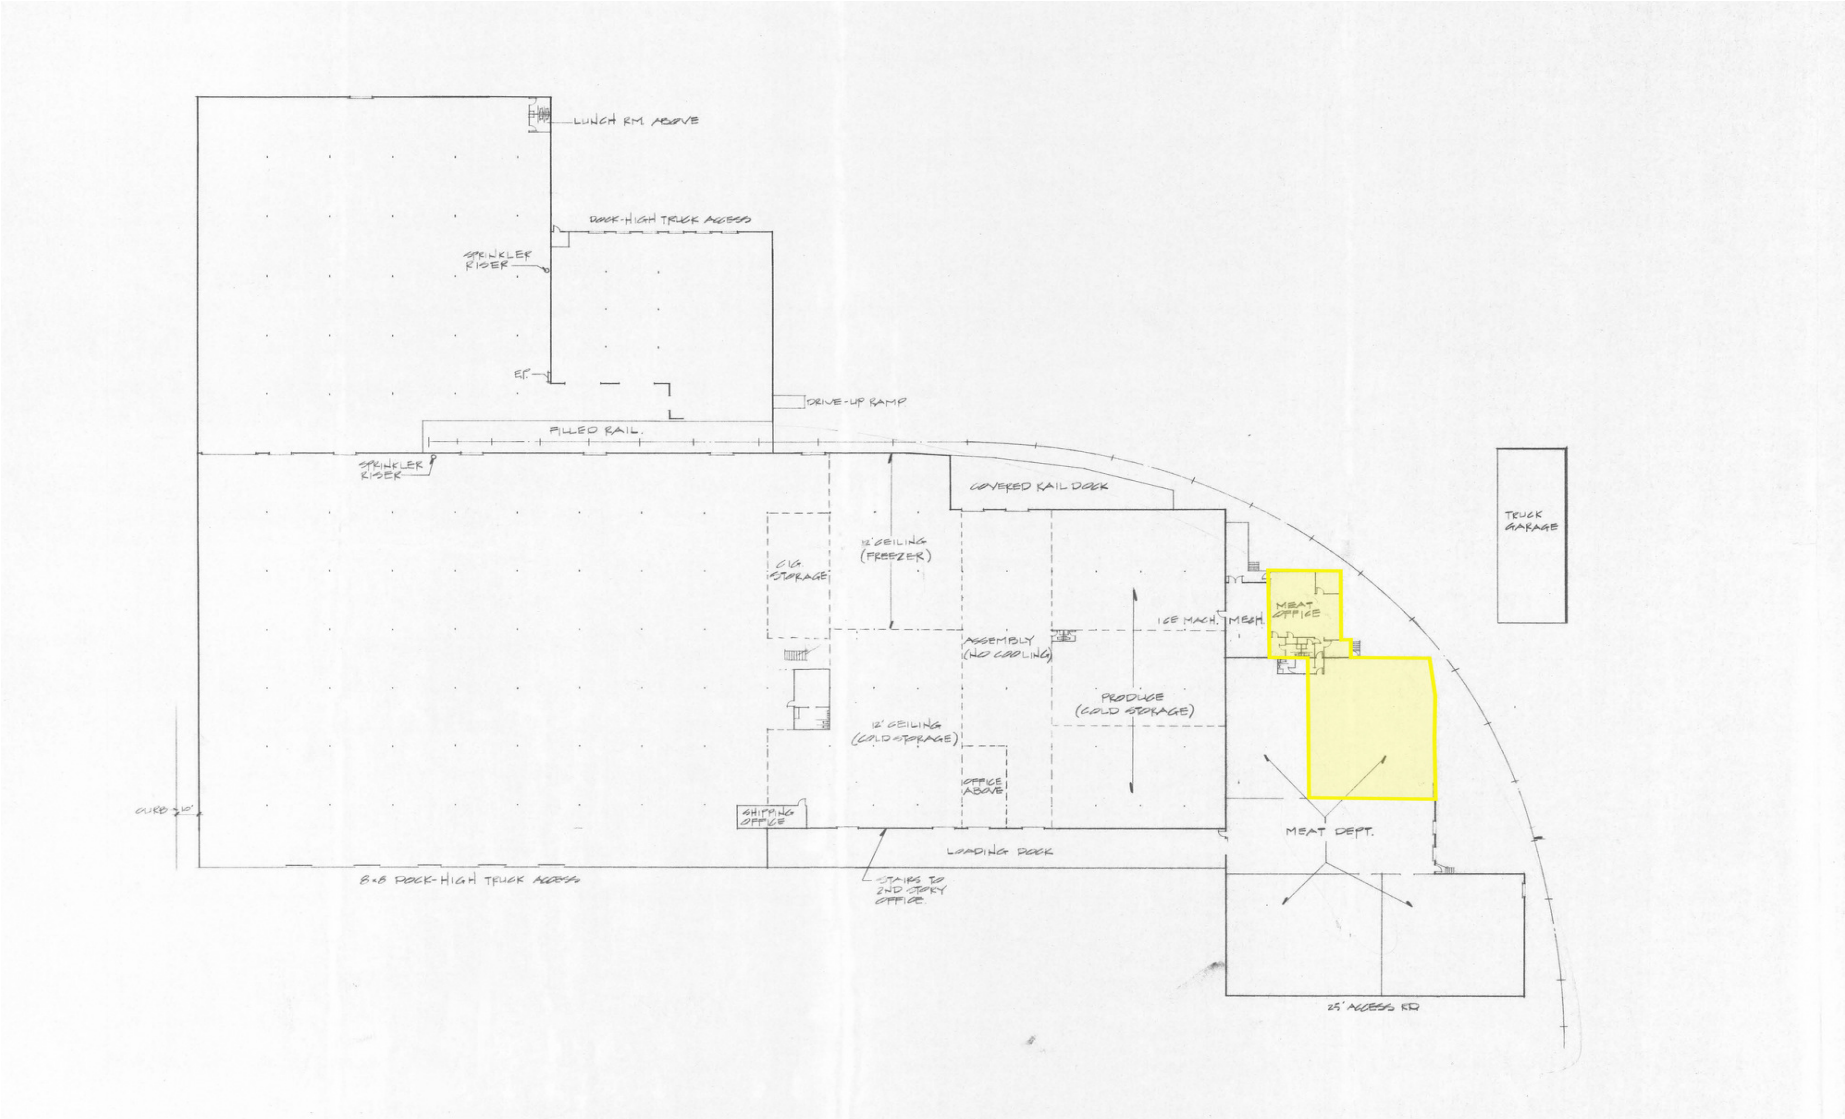 LUNCH RM. ABOVE
DOCK-HIGH TRUCK ACCESS
SPRINKLER
RISER
E.P.
DRIVE-UP RAMP
FILLED RAIL.
SPRINKLER
RISER
COVERED RAIL DOCK
TRUCK
GARAGE
12' CEILING
(FREEZER)
CIG
STORAGE
MEAT
OFFICE
ICE MACH.
MECH.
ASSEMBLY
(NO COOLING)
PRODUCE
(COLD STORAGE)
12' CEILING
(COLD STORAGE)
OFFICE
ABOVE
CURB
10'
SHIPPING
OFFICE
MEAT DEPT.
LOADING DOCK
8x8 DOCK-HIGH TRUCK ACCESS
STAIRS TO
2ND STORY
OFFICE.
25' ACCESS RD